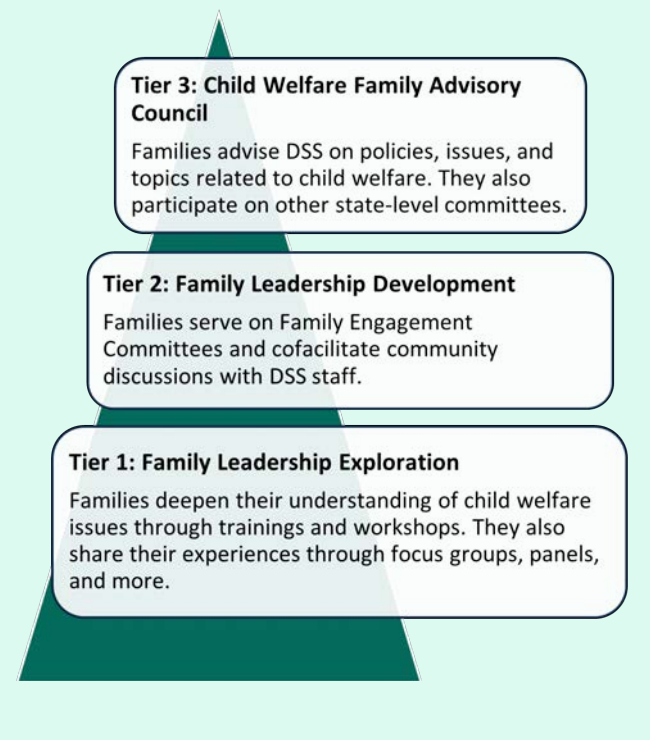 Tier 3: Child Welfare Family Advisory
Council
Families advise DSS on policies, issues, and
topics related to child welfare. They also
participate on other state-level committees.
Tier 2: Family Leadership Development
Families serve on Family Engagement
Committees and cofacilitate community
discussions with DSS staff.
Tier 1: Family Leadership Exploration
Families deepen their understanding of child welfare
issues through trainings and workshops. They also
share their experiences through focus groups, panels,
and more.